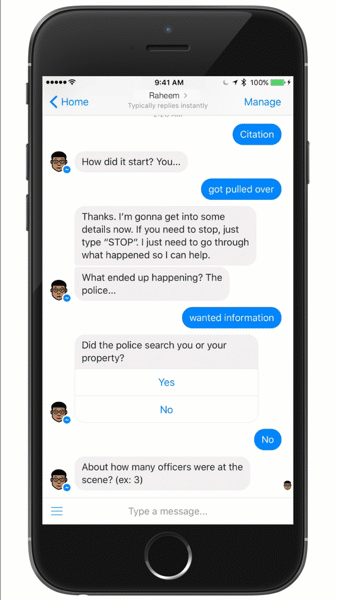 9:41 AM
100%
Home
Raheem >
Typically replies instantly
Manage
Citation
How did it start? You...
got pulled over
Thanks. I'm gonna get into some
details now. If you need to stop, just
type “STOP”. I just need to go through
what happened so I can help.
What ended up happening? The
police...
wanted information
Did the police search you or your
property?
Yes
No
No
About how many officers were at the
scene? (ex: 3)
Type a message...